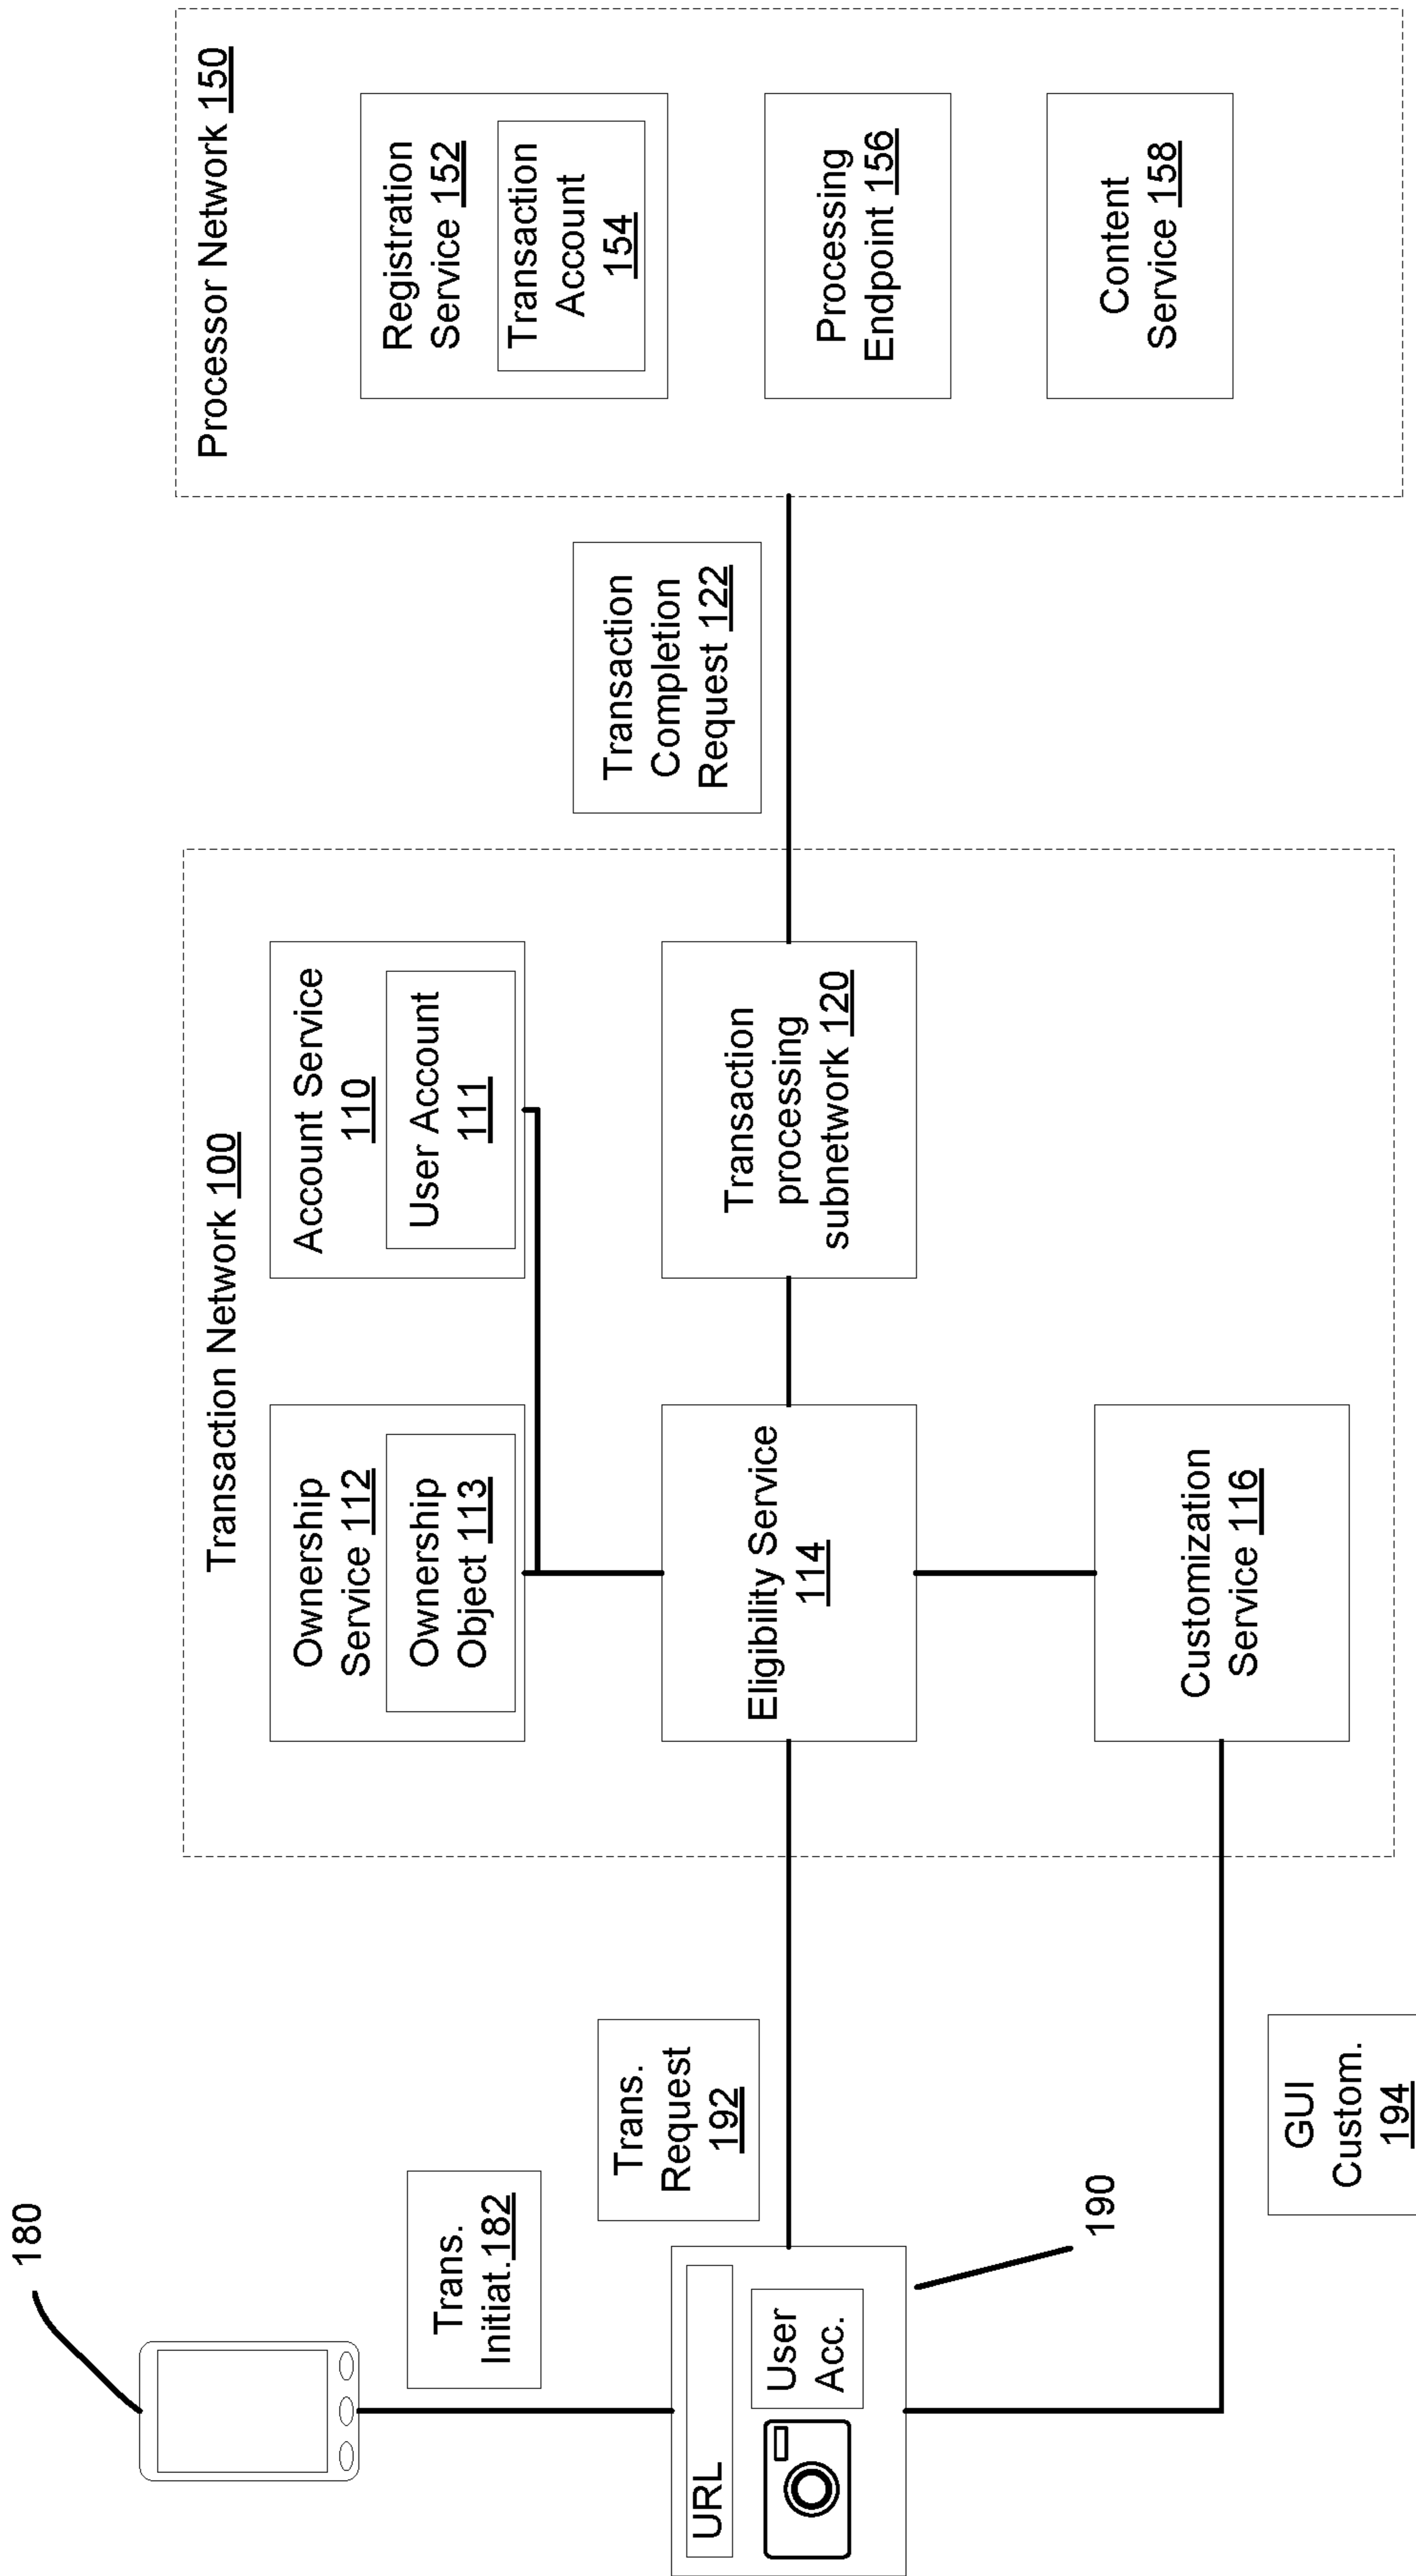 180
Trans.
Initiat.182
URL
User
Acc.
190
Trans.
Request
192
GUI
Custom.
194
Transaction Network 100
Ownership
Service 112
Ownership
Object 113
Account Service
110
User Account
111
Eligibility Service
114
Transaction
processing
subnetwork 120
Customization
Service 116
Transaction
Completion
Request 122
Processor Network 150
Registration
Service 152
Transaction
Account
154
Processing
Endpoint 156
Content
Service 158